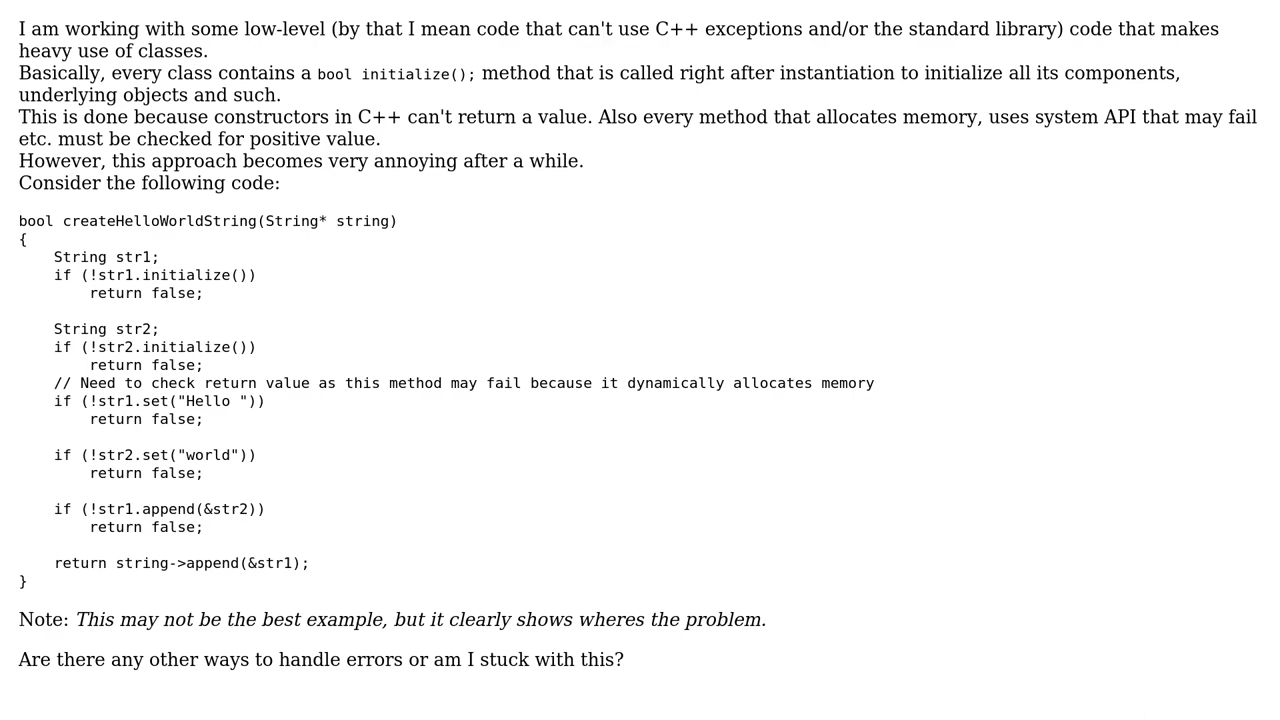 I am working with some low-level (by that I mean code that can't use C++ exceptions and/or the standard library) code that makes
heavy use of classes.
Basically, every class contains a bool initialize(); method that is called right after instantiation to initialize all its components,
underlying objects and such.
This is done because constructors in C++ can't return a value. Also every method that allocates memory, uses system API that may fail
etc. must be checked for positive value.
However, this approach becomes very annoying after a while.
Consider the following code:

bool createHelloWorldString(String* string)
{
    String str1;
    if (!str1.initialize())
        return false;

    String str2;
    if (!str2.initialize())
        return false;
    // Need to check return value as this method may fail because it dynamically allocates memory
    if (!str1.set("Hello "))
        return false;

    if (!str2.set("world"))
        return false;

    if (!str1.append(&str2))
        return false;

    return string->append(&str1);
}

Note: This may not be the best example, but it clearly shows wheres the problem.

Are there any other ways to handle errors or am I stuck with this?